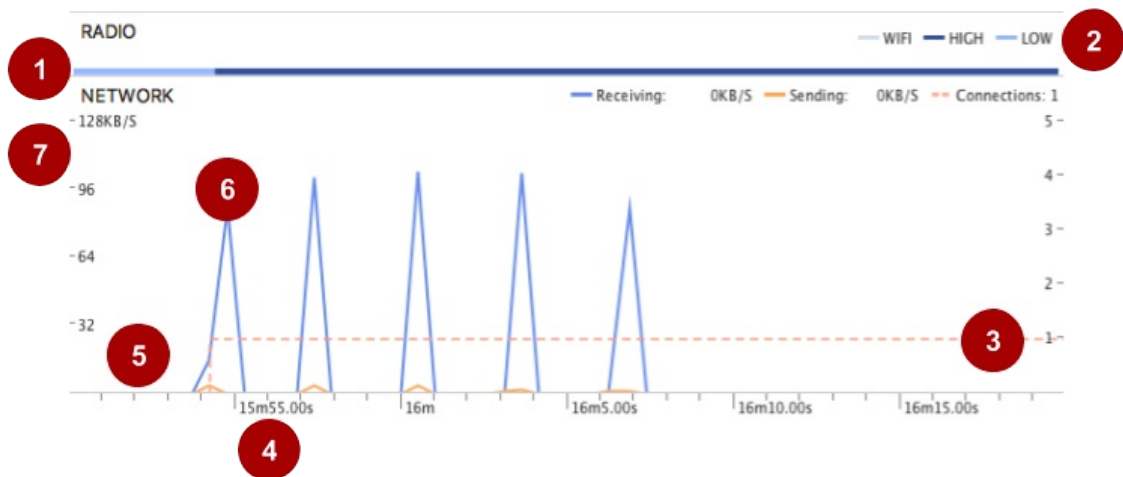 RADIO
WIFI HIGH LOW 2
1
NETWORK Receiving: 0KB/S Sending: 0KB/S Connections: 1
128KB/S 5
7
4
96 6
3
64
2
32
5 3 1
15m55.00s 16m 16m5.00s 16m10.00s 16m15.00s
4